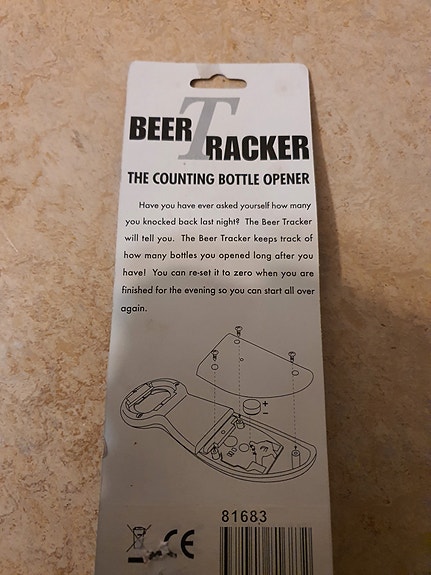 BEER TRACKER
THE COUNTING BOTTLE OPENER
Have you have ever asked yourself how many
you knocked back last night? The Beer Tracker
will tell you. The Beer Tracker keeps track of
how many bottles you opened long after you
have! You can re-set it to zero when you are
finished for the evening so you can start all over
again.
+
−
CE
81683